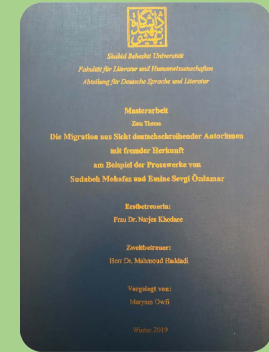 Shahid Beheshti Universität
Fakultät für Literatur und Humanwissenschaften
Abteilung für Deutsche Sprache und Literatur
Masterarbeit
Zum Thema
Die Migration aus Sicht deutschschreibender Autorinnen
mit fremder Herkunft
am Beispiel der Prosawerke von
Sudabeh Mohafez und Emine Sevgi Özdamar
Erstbetreuerin:
Frau Dr. Narjes Khodaee
Zweitbetreuer:
Herr Dr. Mahmoud Haddadi
Vorgelegt von:
Maryam Owfi
Winter 2019